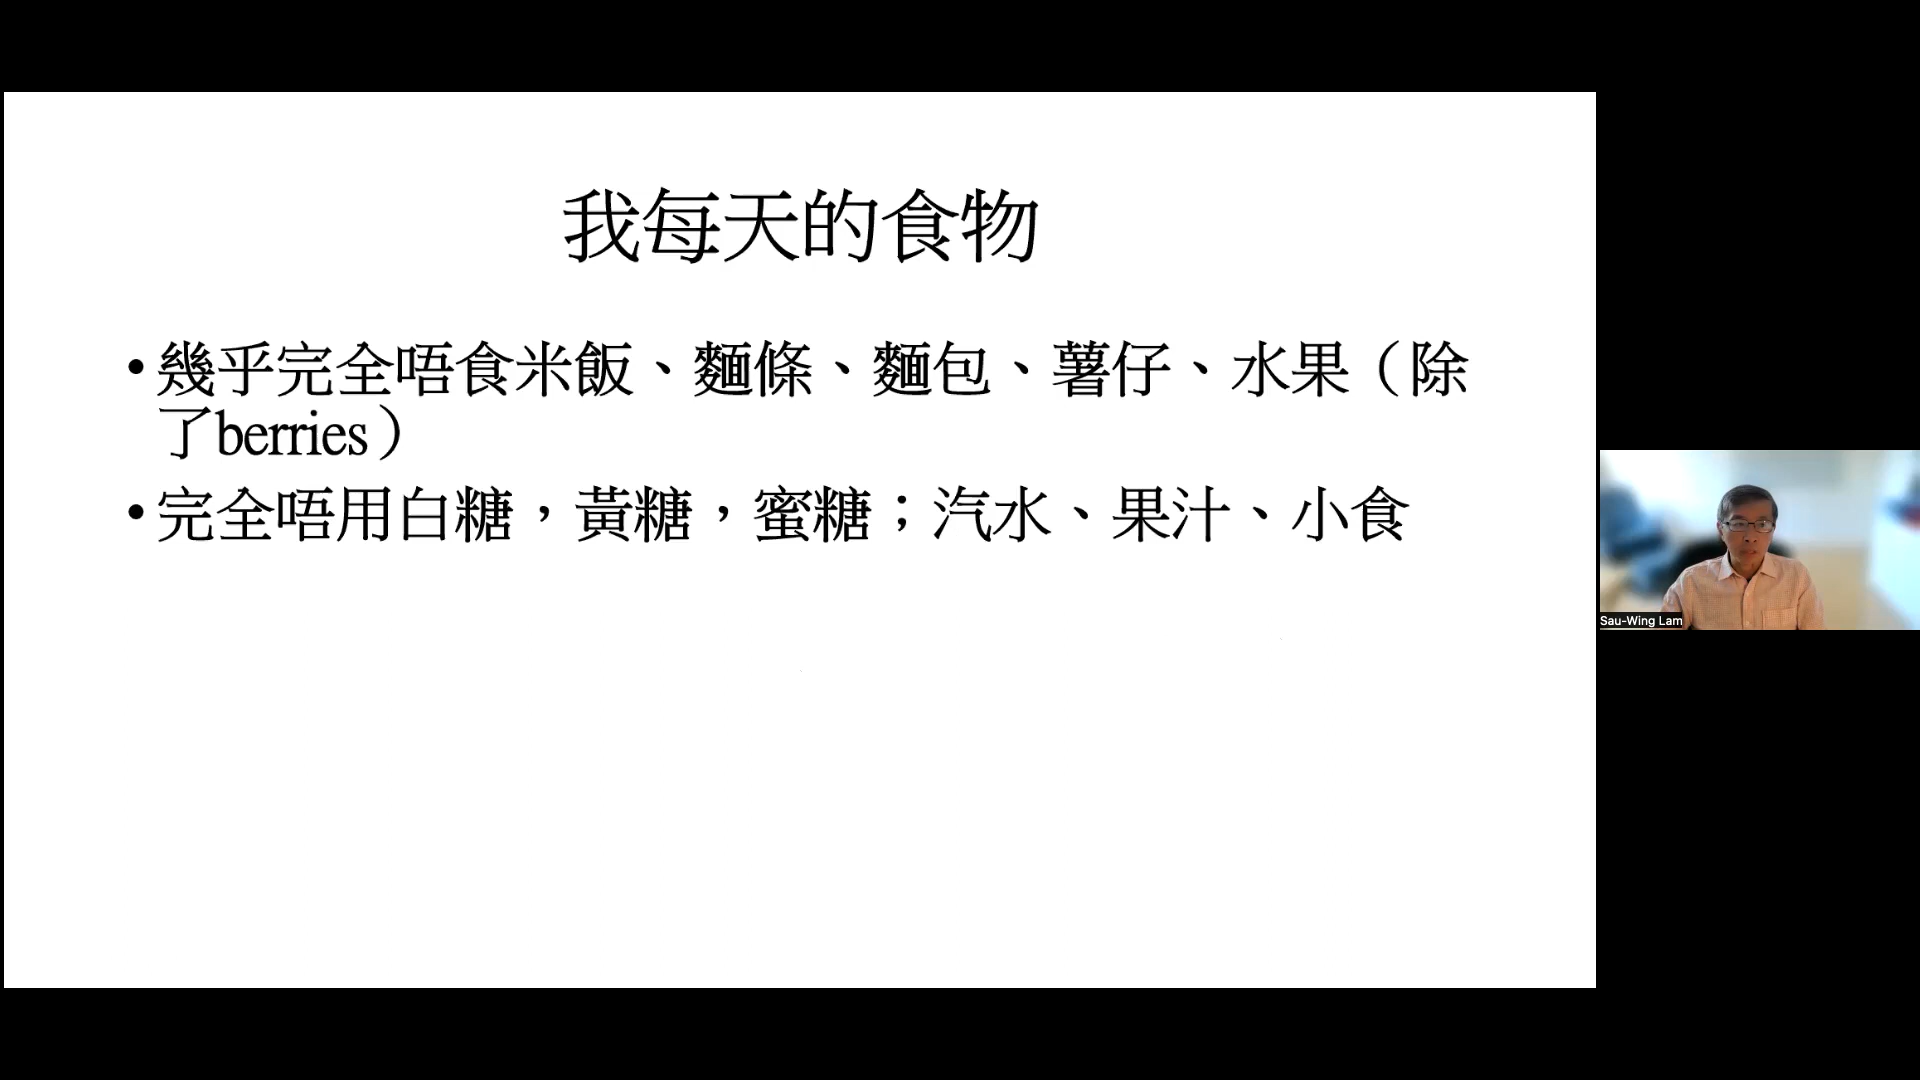 我每天的食物
•幾乎完全唔食米飯、麵條、麵包、薯仔、水果（除
了berries）
•完全唔用白糖，黃糖，蜜糖；汽水、果汁、小食
Sau-Wing Lam